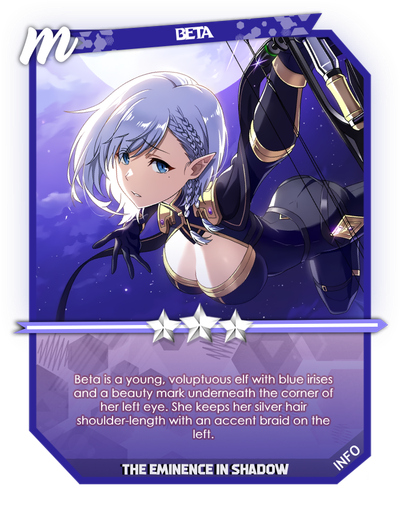 m
BETA
Beta is a young, voluptuous elf with blue irises
and a beauty mark underneath the corner of
her left eye. She keeps her silver hair
shoulder-length with an accent braid on the
left.
INFO
THE EMINENCE IN SHADOW